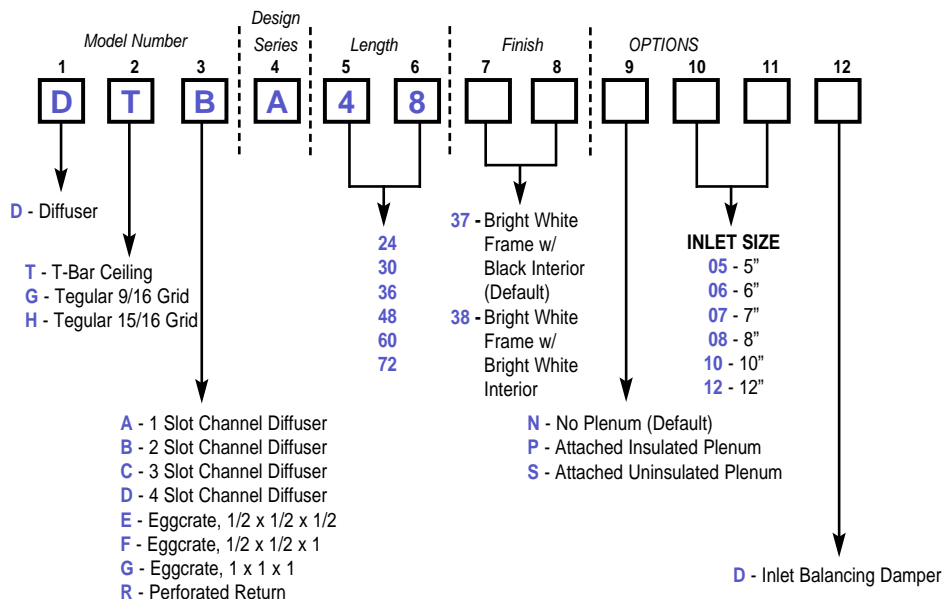 Model Number
Design
Series
Length
Finish
OPTIONS
1 2 3 4 5 6 7 8 9 10 11 12
D T B A 4 8
D - Diffuser
T - T-Bar Ceiling
G - Tegular 9/16 Grid
H - Tegular 15/16 Grid
A - 1 Slot Channel Diffuser
B - 2 Slot Channel Diffuser
C - 3 Slot Channel Diffuser
D - 4 Slot Channel Diffuser
E - Eggcrate, 1/2 x 1/2 x 1/2
F - Eggcrate, 1/2 x 1/2 x 1
G - Eggcrate, 1 x 1 x 1
R - Perforated Return
24
30
36
48
60
72
37 - Bright White
Frame w/
Black Interior
(Default)
38 - Bright White
Frame w/
Bright White
Interior
N - No Plenum (Default)
P - Attached Insulated Plenum
S - Attached Uninsulated Plenum
INLET SIZE
05 - 5”
06 - 6”
07 - 7”
08 - 8”
10 - 10”
12 - 12”
D - Inlet Balancing Damper